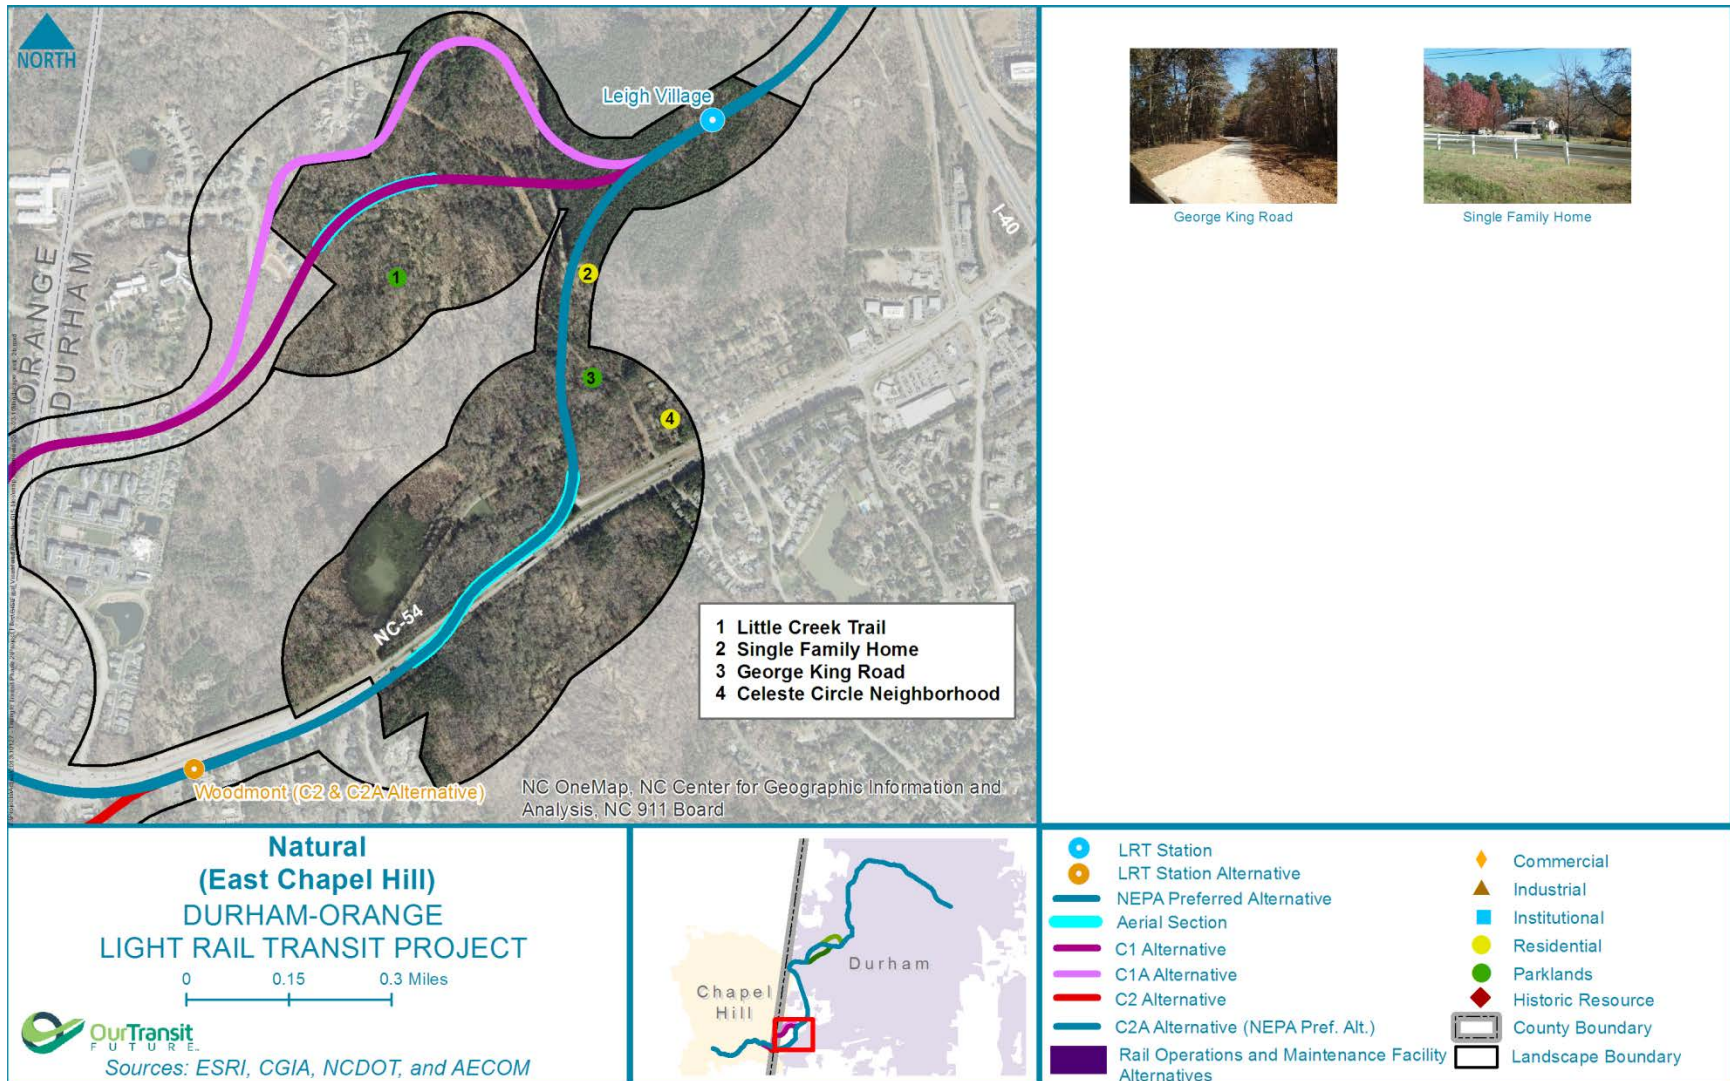 NORTH
Leigh Village
I-40
ORANGE
DURHAM
1
2
3
4
NC-54
1 Little Creek Trail
2 Single Family Home
3 George King Road
4 Celeste Circle Neighborhood
Woodmont (C2 & C2A Alternative)
NC OneMap, NC Center for Geographic Information and
Analysis, NC 911 Board
George King Road
Single Family Home
Natural
(East Chapel Hill)
DURHAM-ORANGE
LIGHT RAIL TRANSIT PROJECT
0 0.15 0.3 Miles
OurTransit
FUTURE
Sources: ESRI, CGIA, NCDOT, and AECOM
Durham
Chapel
Hill
LRT Station
LRT Station Alternative
NEPA Preferred Alternative
Aerial Section
C1 Alternative
C1A Alternative
C2 Alternative
C2A Alternative (NEPA Pref. Alt.)
Rail Operations and Maintenance Facility
Alternatives
Commercial
Industrial
Institutional
Residential
Parklands
Historic Resource
County Boundary
Landscape Boundary